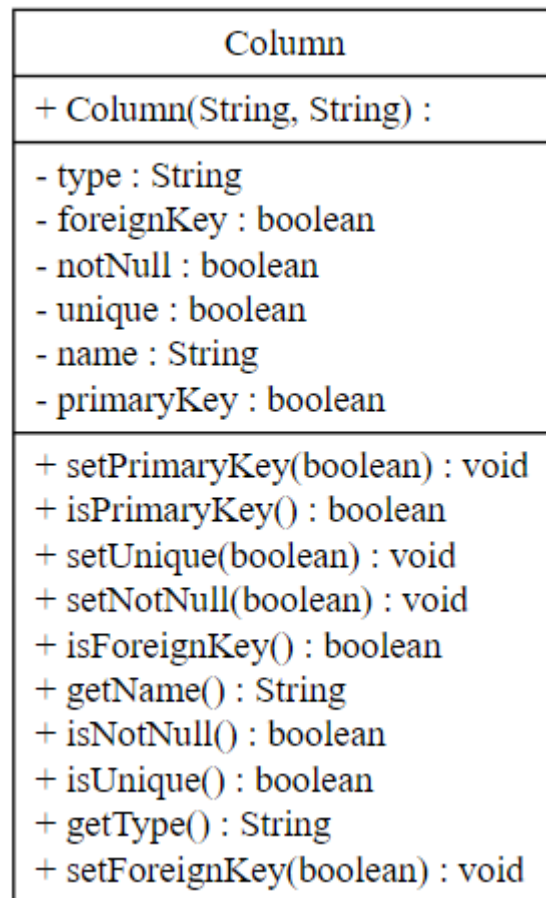 Column
+ Column(String, String) :
- type : String
- foreignKey : boolean
- notNull : boolean
- unique : boolean
- name : String
- primaryKey : boolean
+ setPrimaryKey(boolean) : void
+ isPrimaryKey() : boolean
+ setUnique(boolean) : void
+ setNotNull(boolean) : void
+ isForeignKey() : boolean
+ getName() : String
+ isNotNull() : boolean
+ isUnique() : boolean
+ getType() : String
+ setForeignKey(boolean) : void